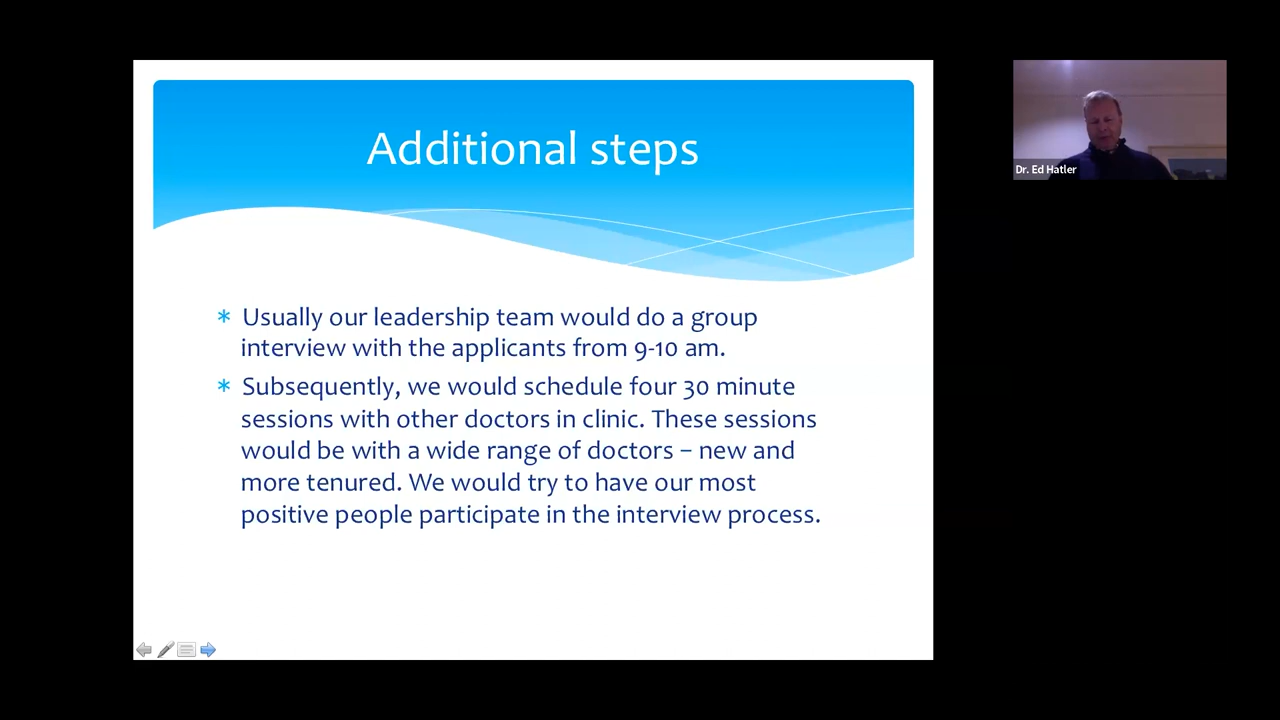 Additional steps
* Usually our leadership team would do a group
interview with the applicants from 9-10 am.
* Subsequently, we would schedule four 30 minute
sessions with other doctors in clinic. These sessions
would be with a wide range of doctors – new and
more tenured. We would try to have our most
positive people participate in the interview process.
Dr. Ed Hatler